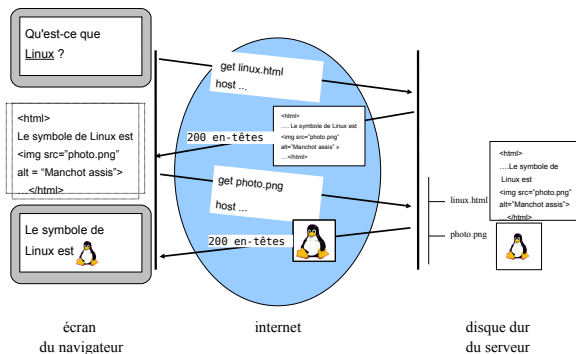 Qu'est-ce que
Linux ?
get linux.html
host ...
<html>
.... Le symbole de Linux est
<img src="photo.png"
alt="Manchot assis" >
...</html>
200 en-têtes
<html>
Le symbole de Linux est
<img src="photo.png"
alt = "Manchot assis">
...</html>
get photo.png
host ...
<html>
....Le symbole de
Linux est
<img src="photo.png"
alt="Manchot assis">
...</html>
linux.html
photo.png
200 en-têtes
Le symbole de
Linux est
écran
du navigateur
internet
disque dur
du serveur